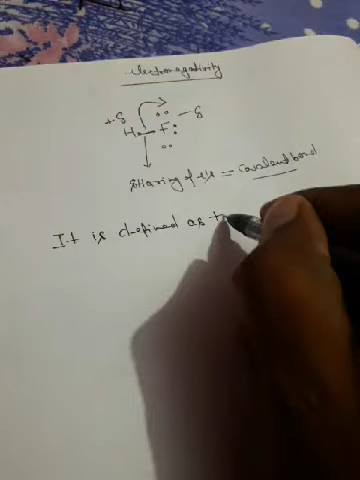 electronegativity
+δ -δ
H F
Sharing of e⁻s = Covalent bond
It is defined as t